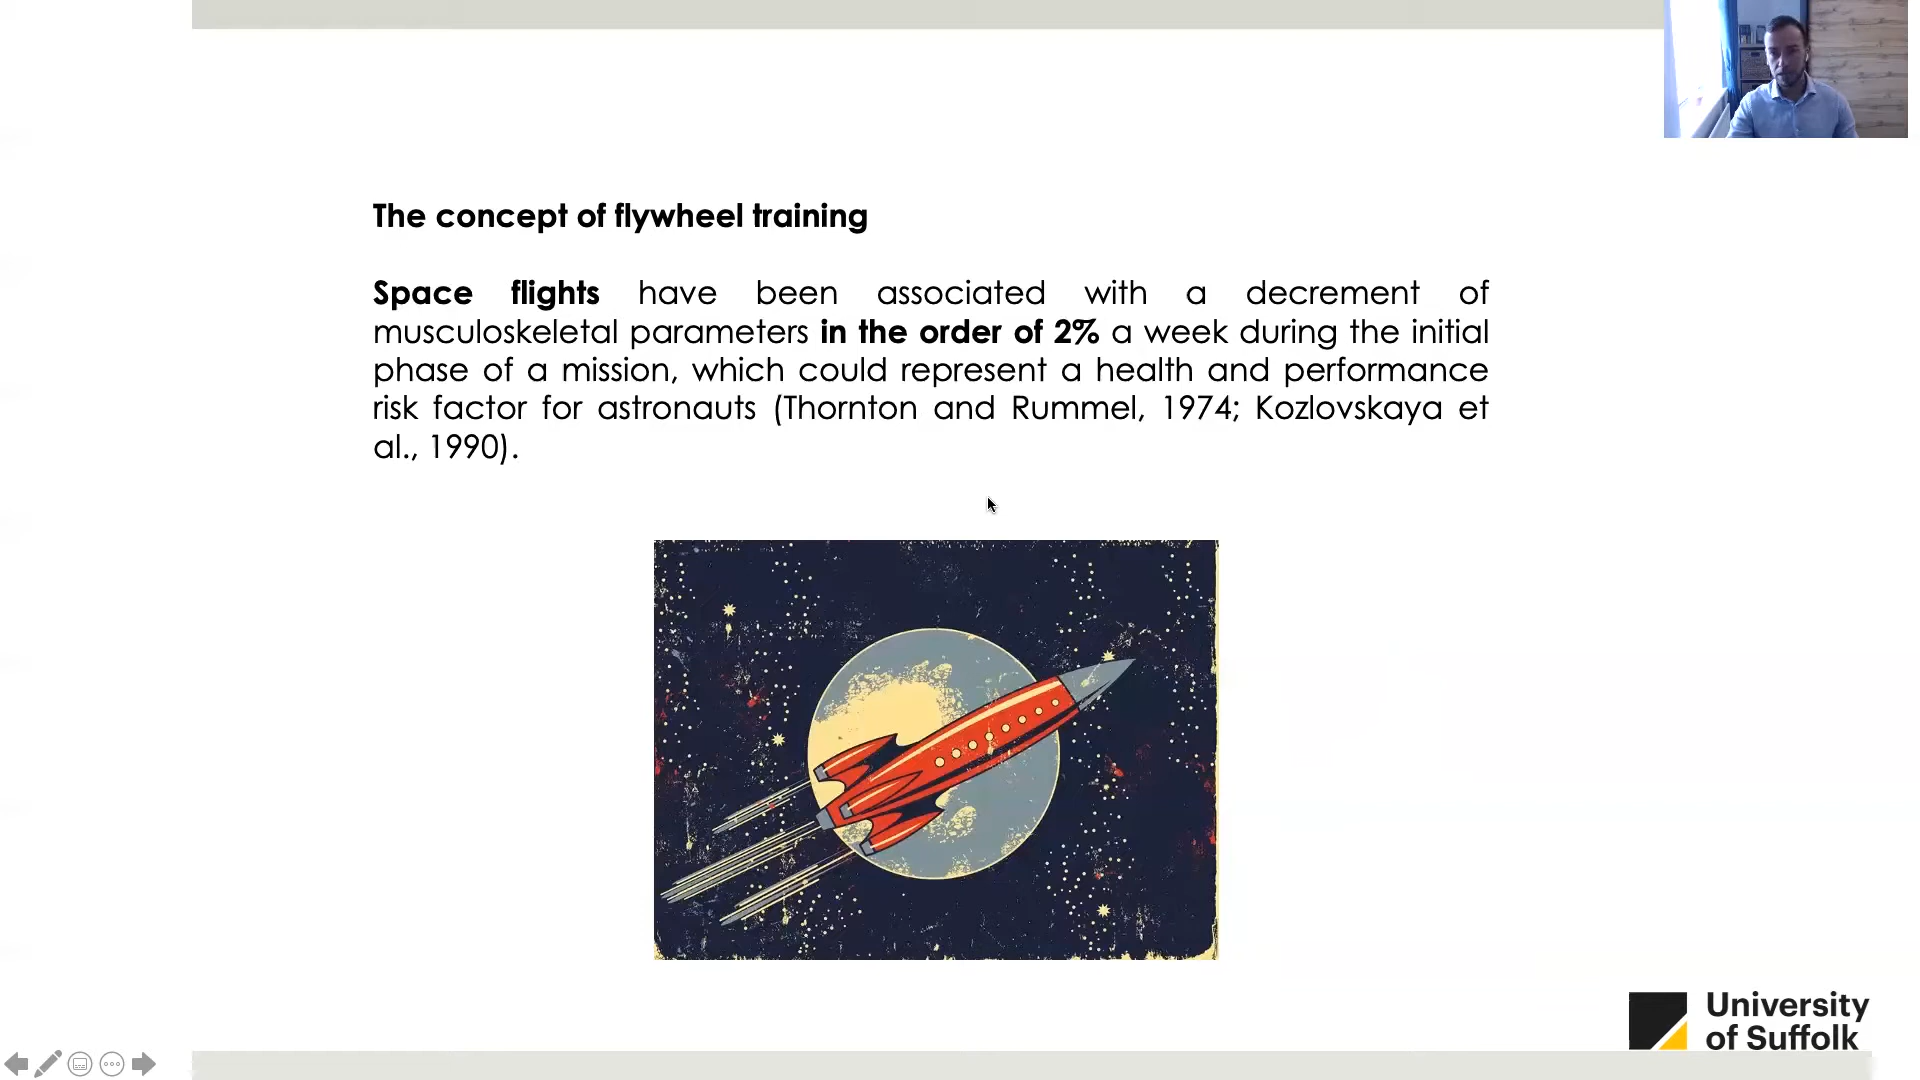 The concept of flywheel training
Space flights have been associated with a decrement of
musculoskeletal parameters in the order of 2% a week during the initial
phase of a mission, which could represent a health and performance
risk factor for astronauts (Thornton and Rummel, 1974; Kozlovskaya et
al., 1990).
University
of Suffolk